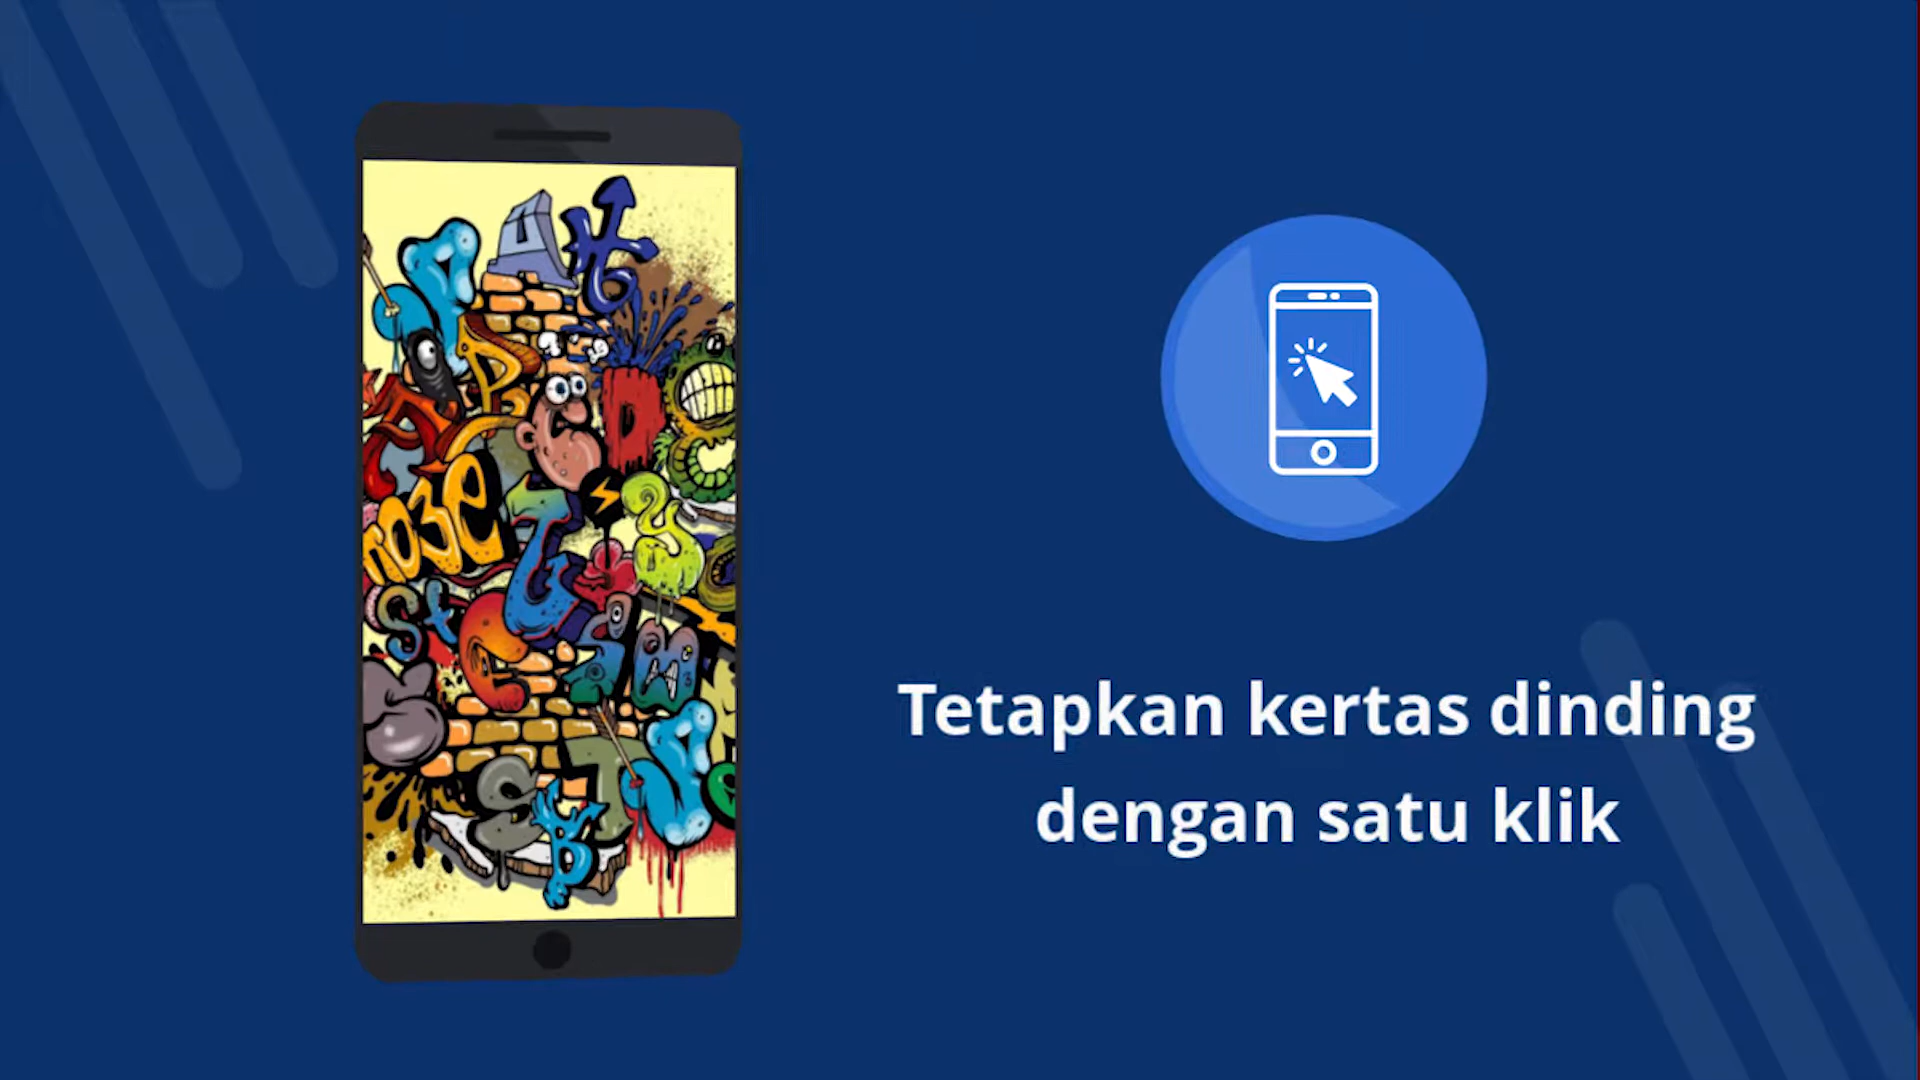 Tetapkan kertas dinding
dengan satu klik